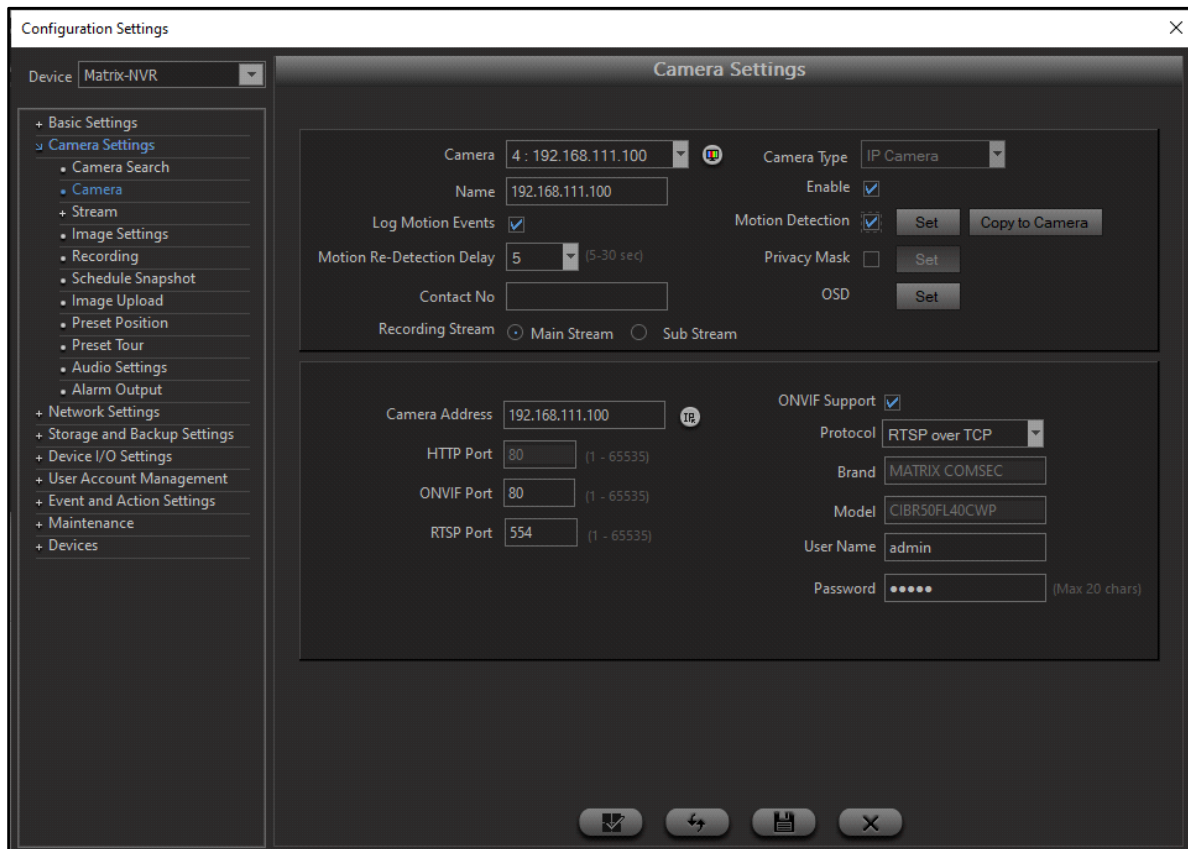 Configuration Settings
Device Matrix-NVR
+ Basic Settings
Camera Settings
• Camera Search
• Camera
+ Stream
• Image Settings
• Recording
• Schedule Snapshot
• Image Upload
• Preset Position
• Preset Tour
• Audio Settings
• Alarm Output
+ Network Settings
+ Storage and Backup Settings
+ Device I/O Settings
+ User Account Management
+ Event and Action Settings
+ Maintenance
+ Devices
Camera Settings
Camera 4 : 192.168.111.100 Camera Type IP Camera
Name 192.168.111.100 Enable
Log Motion Events Motion Detection Set Copy to Camera
Motion Re-Detection Delay 5 (5-30 sec) Privacy Mask Set
Contact No OSD Set
Recording Stream Main Stream Sub Stream
Camera Address 192.168.111.100 IP ONVIF Support
Protocol RTSP over TCP
HTTP Port 80 (1 - 65535)
Brand MATRIX COMSEC
ONVIF Port 80 (1 - 65535)
Model CIBR50FL40CWP
RTSP Port 554 (1 - 65535)
User Name admin
Password ••••• (Max 20 chars)